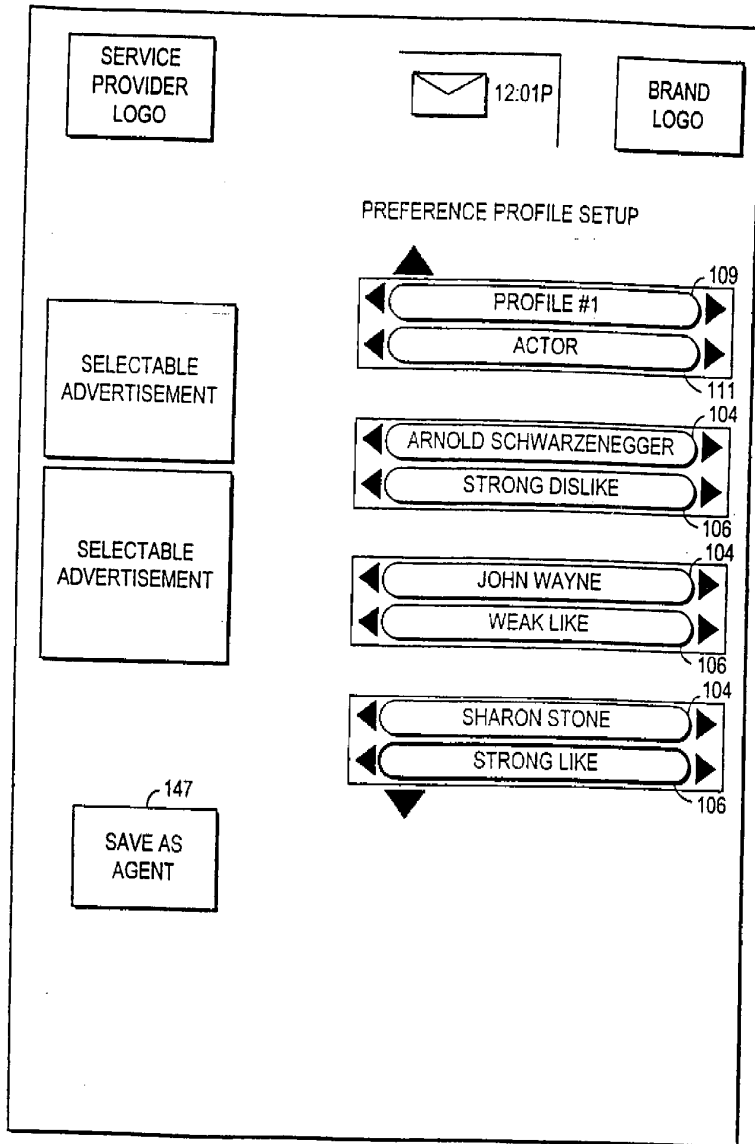 SERVICE
PROVIDER
LOGO
12:01P
BRAND
LOGO
PREFERENCE PROFILE SETUP
109
PROFILE #1
ACTOR
111
SELECTABLE
ADVERTISEMENT
104
ARNOLD SCHWARZENEGGER
STRONG DISLIKE
106
SELECTABLE
ADVERTISEMENT
104
JOHN WAYNE
WEAK LIKE
106
104
SHARON STONE
STRONG LIKE
106
147
SAVE AS
AGENT